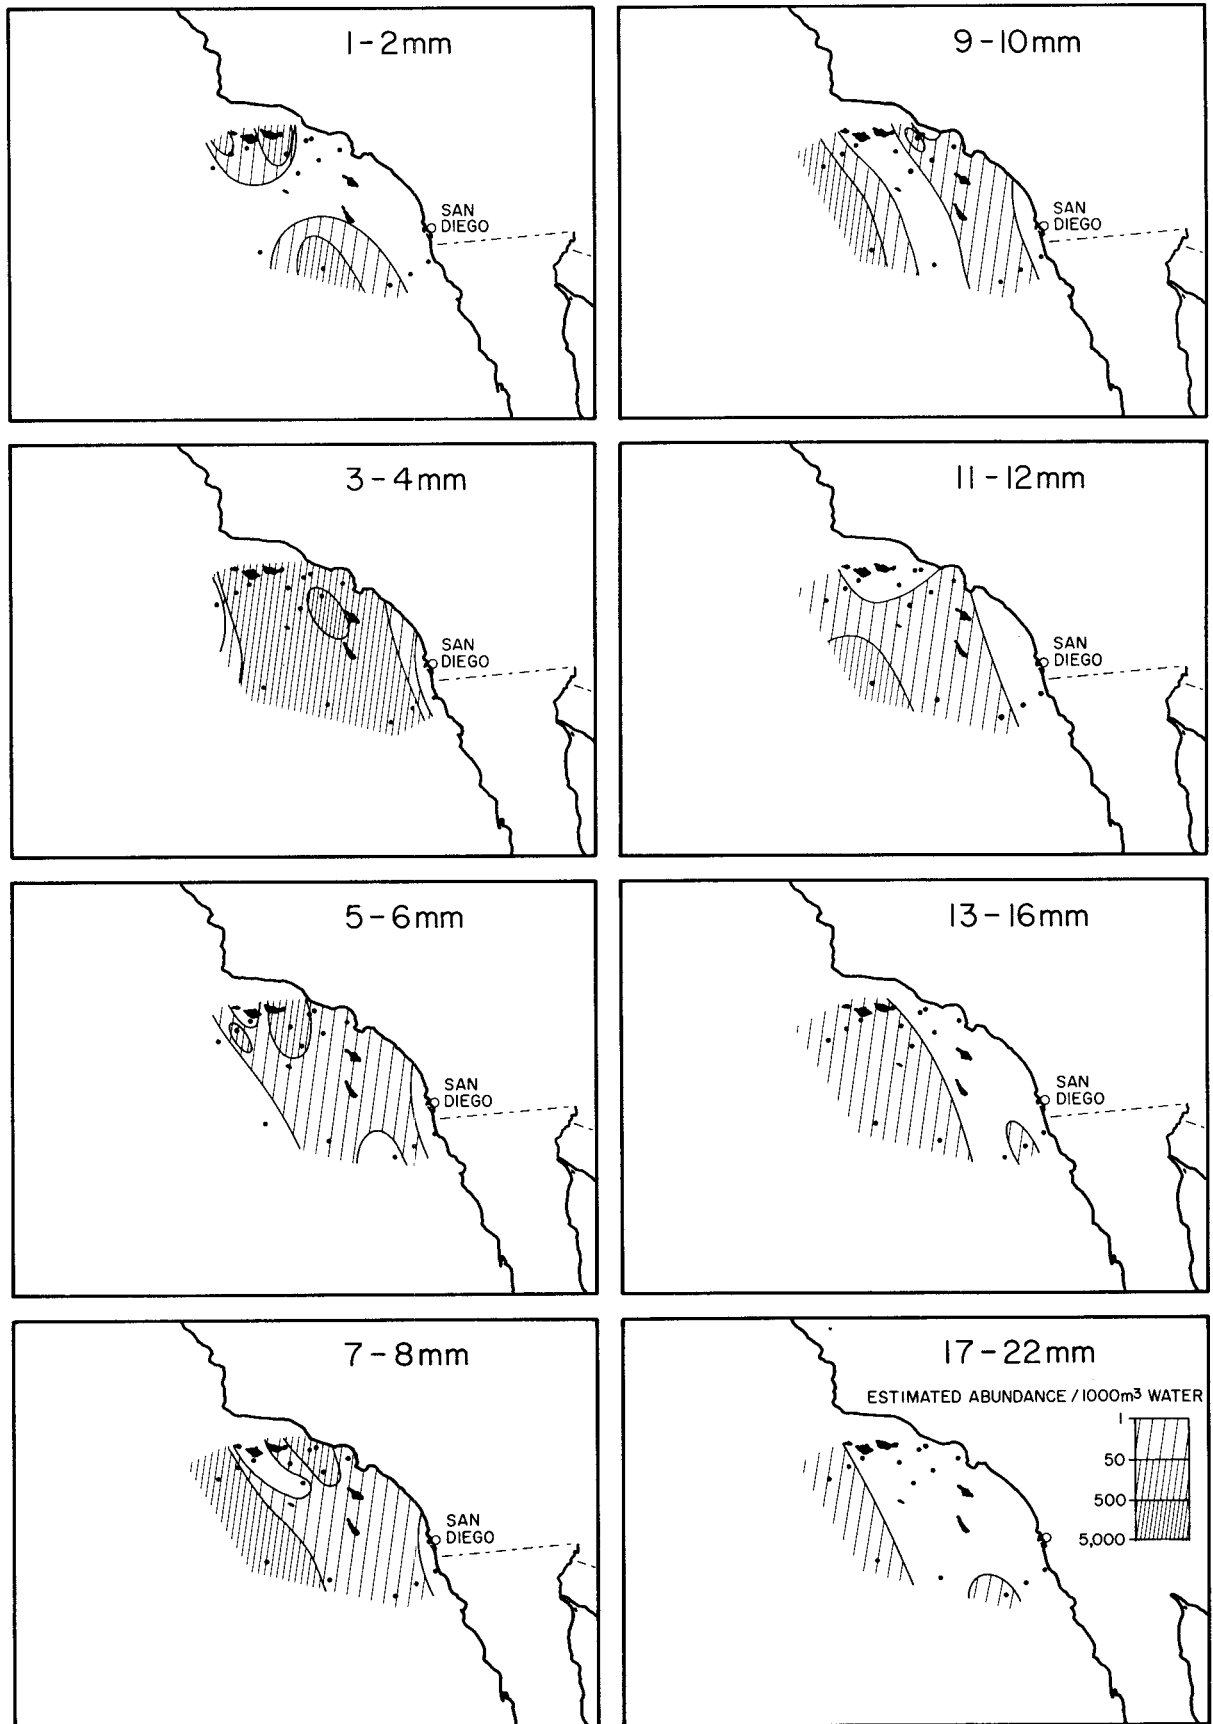 1-2mm
SAN
DIEGO
9-10mm
SAN
DIEGO
3-4mm
SAN
DIEGO
11-12mm
SAN
DIEGO
5-6mm
SAN
DIEGO
13-16mm
SAN
DIEGO
7-8mm
SAN
DIEGO
17-22mm
ESTIMATED ABUNDANCE / 1000m³ WATER
1
50
500
5,000